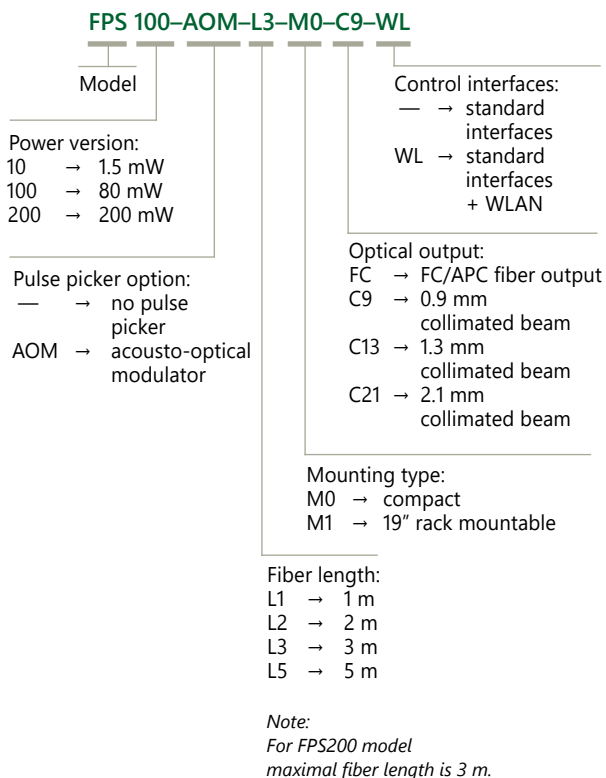 FPS 100–AOM–L3–M0–C9–WL
Model
Power version:
10 → 1.5 mW
100 → 80 mW
200 → 200 mW
Pulse picker option:
— → no pulse
picker
AOM → acousto-optical
modulator
Control interfaces:
— → standard
interfaces
WL → standard
interfaces
+ WLAN
Optical output:
FC → FC/APC fiber output
C9 → 0.9 mm
collimated beam
C13 → 1.3 mm
collimated beam
C21 → 2.1 mm
collimated beam
Mounting type:
M0 → compact
M1 → 19” rack mountable
Fiber length:
L1 → 1 m
L2 → 2 m
L3 → 3 m
L5 → 5 m
Note:
For FPS200 model
maximal fiber length is 3 m.